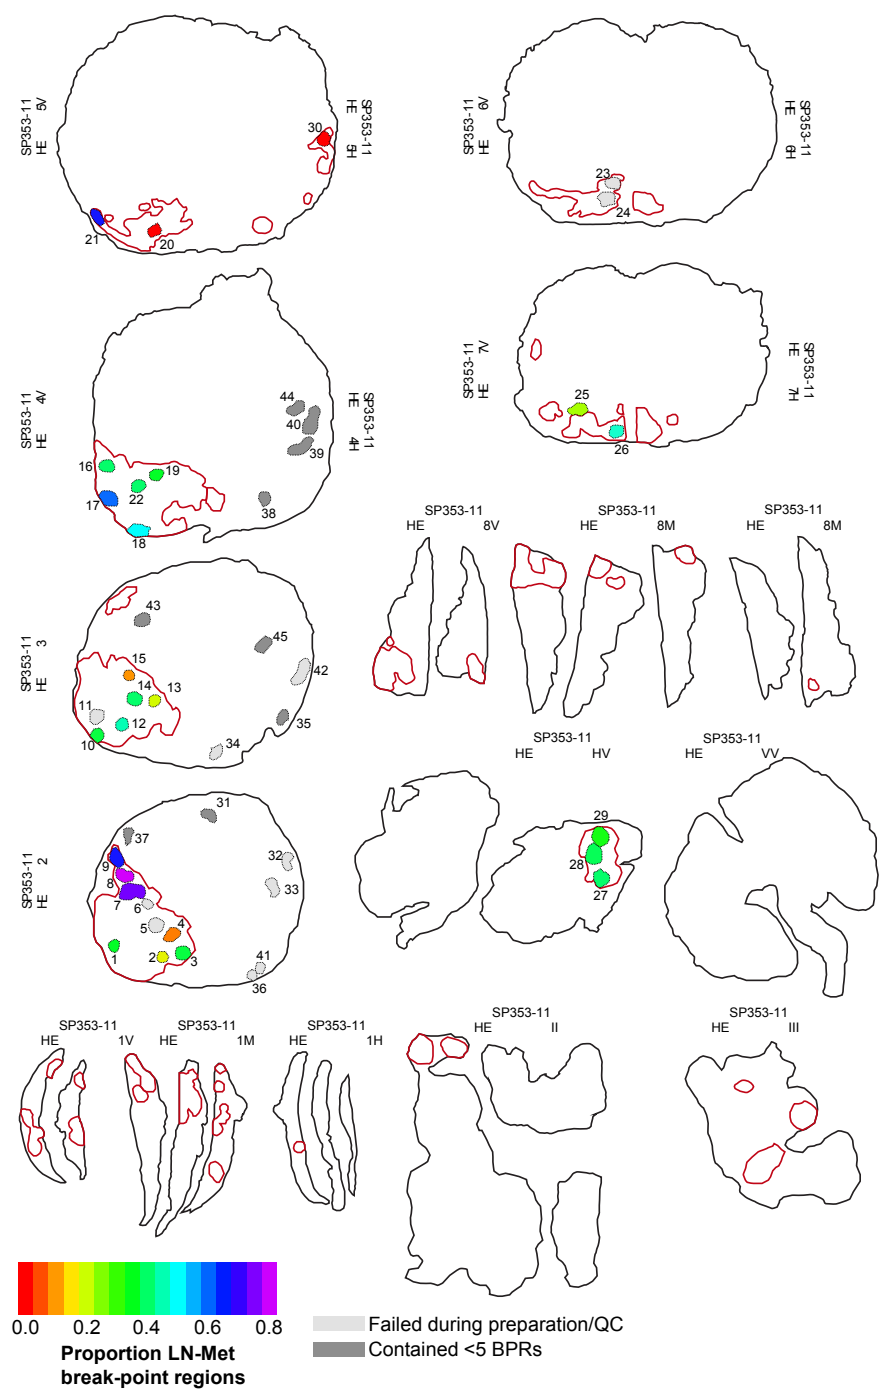 SP353-11 5V
HE
SP353-11
HE 5H
30
21
20
SP353-11 6V
HE
SP353-11
HE 6H
23
24
SP353-11 4V
HE
SP353-11
HE 4H
44
40
39
38
16
19
22
17
18
SP353-11 7V
HE
SP353-11
HE 7H
25
26
SP353-11
HE 8V
SP353-11
HE 8M
SP353-11
HE 8M
SP353-11 3
HE
43
45
42
15
14
13
11
12
10
35
34
SP353-11
HE HV
29
28
27
SP353-11
HE VV
SP353-11 2
HE
31
37
32
9
8
33
7
6
5
4
1
2
3
41
36
SP353-11
HE 1V
SP353-11
HE 1M
SP353-11
HE 1H
SP353-11
HE II
SP353-11
HE III
0.0 0.2 0.4 0.6 0.8
Proportion LN-Met
break-point regions
Failed during preparation/QC
Contained <5 BPRs